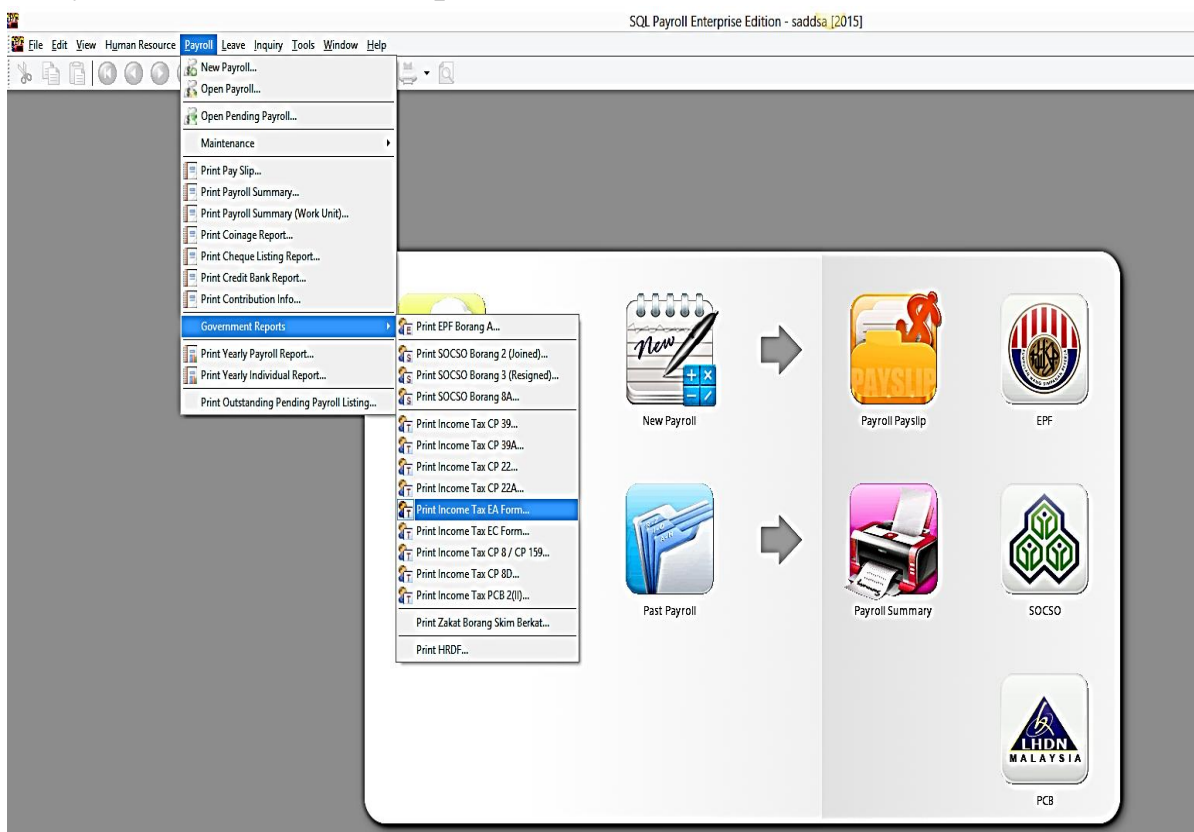 SQL Payroll Enterprise Edition - saddsa [2015]
File Edit View Human Resource Payroll Leave Inquiry Tools Window Help
New Payroll...
Open Payroll...
Open Pending Payroll...
Maintenance
Print Pay Slip...
Print Payroll Summary...
Print Payroll Summary (Work Unit)...
Print Coinage Report...
Print Cheque Listing Report...
Print Credit Bank Report...
Print Contribution Info...
Government Reports
Print Yearly Payroll Report...
Print Yearly Individual Report...
Print Outstanding Pending Payroll Listing...
Print EPF Borang A...
Print SOCSO Borang 2 (Joined)...
Print SOCSO Borang 3 (Resigned)...
Print SOCSO Borang 8A...
Print Income Tax CP 39...
Print Income Tax CP 39A...
Print Income Tax CP 22...
Print Income Tax CP 22A...
Print Income Tax EA Form...
Print Income Tax EC Form...
Print Income Tax CP 8 / CP 159...
Print Income Tax CP 8D...
Print Income Tax PCB 2(II)...
Print Zakat Borang Skim Berkat...
Print HRDF...
New
PAYSLIP
New Payroll
Payroll Payslip
EPF
Past Payroll
Payroll Summary
SOCSO
LHDN
MALAYSIA
PCB